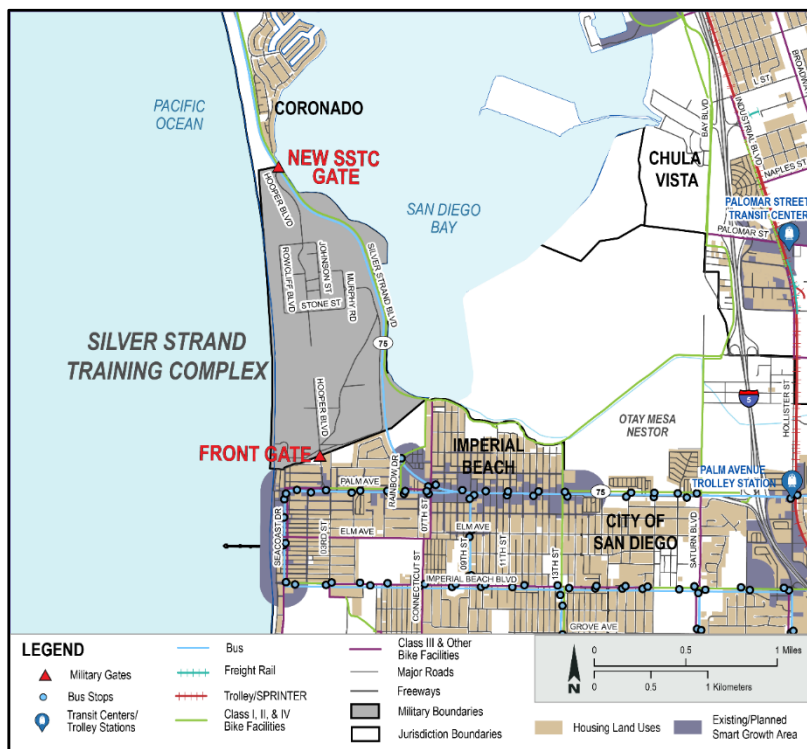 CORONADO
PACIFIC
OCEAN
NEW SSTC
GATE
HOOPER BLVD
JOHNSON ST
ROWCLIFF BLVD
MURPHY RD
STONE ST
SILVER STRAND BLVD
75
SAN DIEGO
BAY
CHULA
VISTA
BAY BLVD
INDUSTRIAL BLVD
BROADWAY
L ST
NAPLES ST
PALOMAR STREET
TRANSIT CENTER
PALOMAR ST
SILVER STRAND
TRAINING COMPLEX
HOOPER BLVD
FRONT GATE
5
HOLLISTER ST
OTAY MESA
NESTOR
IMPERIAL
BEACH
PALM AVENUE
TROLLEY STATION
75
PALM AVE
RAINBOW DR
SEACOAST DR
03RD ST
ELM AVE
07TH ST
CONNECTICUT ST
ELM AVE
09TH ST
11TH ST
13TH ST
CITY OF
SAN DIEGO
SATURN BLVD
IMPERIAL BEACH BLVD
GROVE AVE
LEGEND
Military Gates
Bus Stops
Transit Centers/
Trolley Stations
Bus
Freight Rail
Trolley/SPRINTER
Class I, II, & IV
Bike Facilities
Class III & Other
Bike Facilities
Major Roads
Freeways
Military Boundaries
Jurisdiction Boundaries
N
0 0.5 1 Miles
0 0.5 1 Kilometers
Housing Land Uses
Existing/Planned
Smart Growth Area